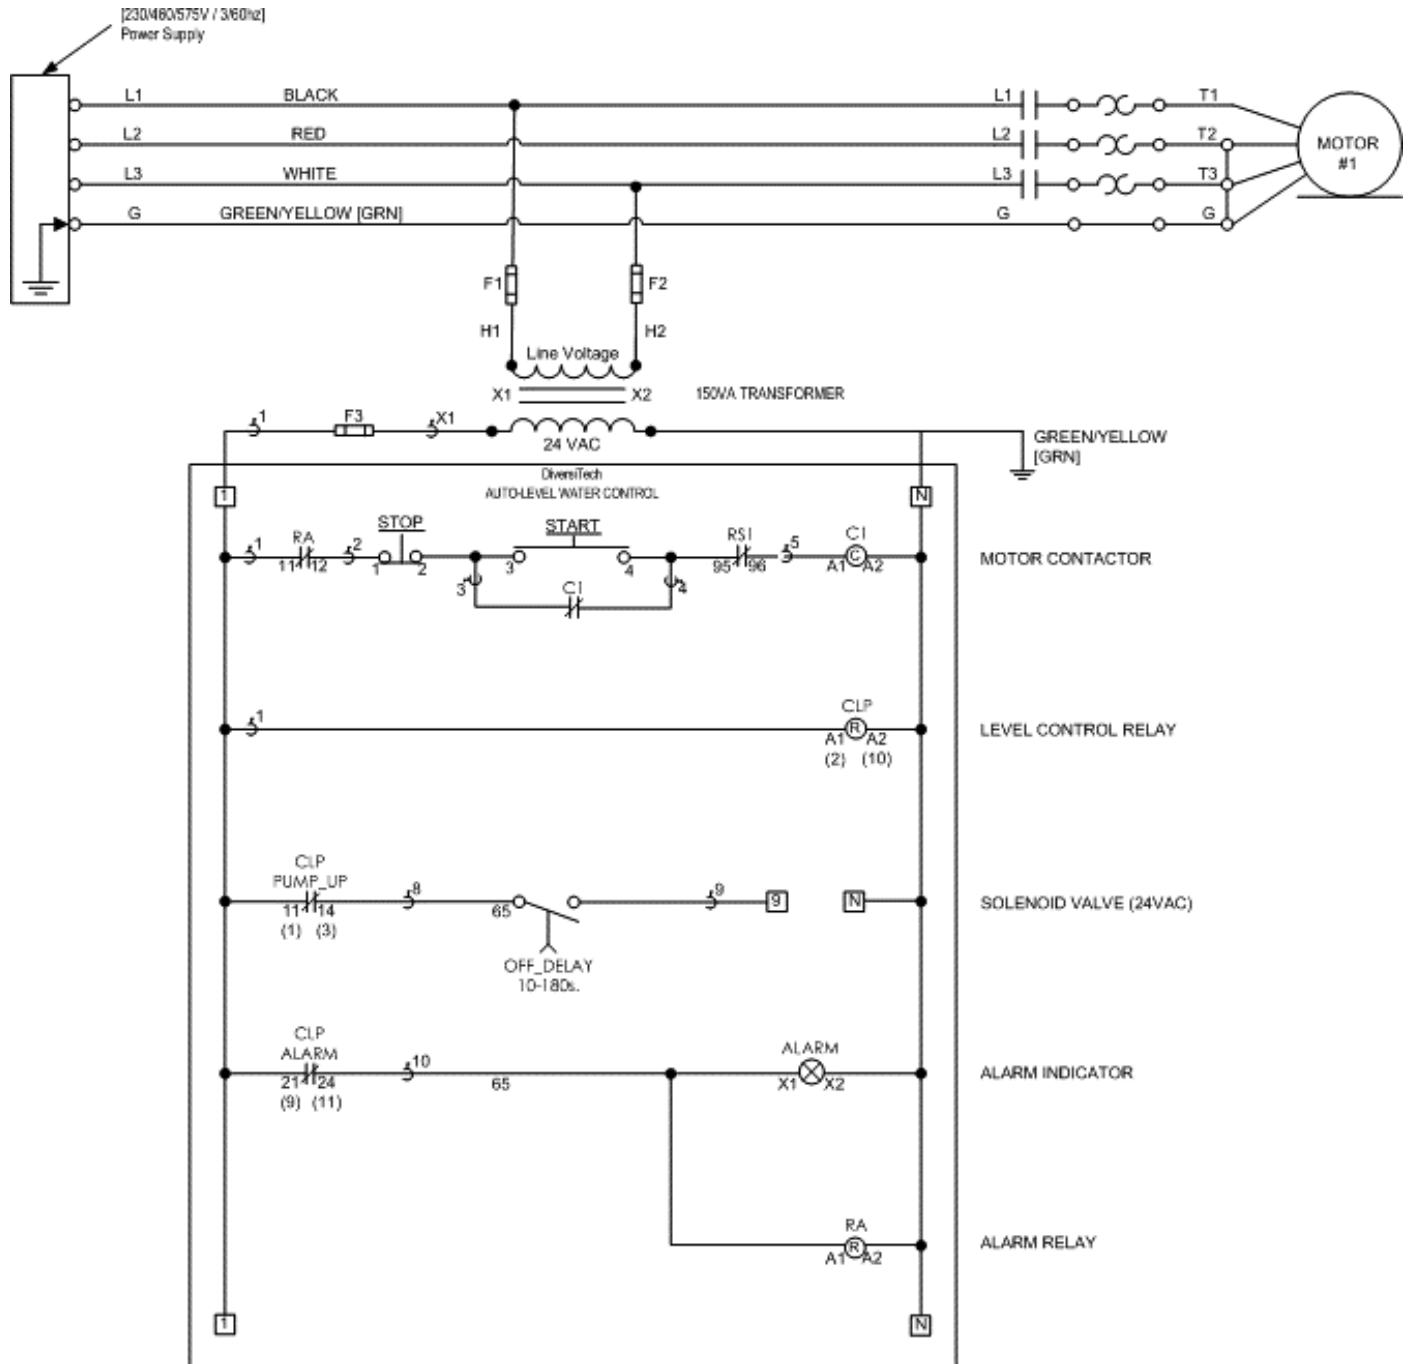 [230/460/575V / 3/60hz]
Power Supply
L1 BLACK L1 T1
L2 RED L2 T2
L3 WHITE L3 T3
G GREEN/YELLOW [GRN] G G
MOTOR
#1
F1 F2
H1 H2
Line Voltage
X1 X2 150VA TRANSFORMER
1 F3 X1
24 VAC
GREEN/YELLOW
[GRN]
DiversiTech
AUTO-LEVEL WATER CONTROL
1 N
STOP START
RA RS1 C1
1 2 5
C MOTOR CONTACTOR
11 12 1 2 3 4 95 96 A1 A2
3 C1 4
CLP
1 R LEVEL CONTROL RELAY
A1 A2
(2) (10)
CLP
PUMP_UP
8 9 9 N SOLENOID VALVE (24VAC)
11 14 65
(1) (3)
OFF_DELAY
10-180s.
CLP
ALARM ALARM
10 ALARM INDICATOR
21 24 65 X1 X2
(9) (11)
RA
R ALARM RELAY
A1 A2
1 N